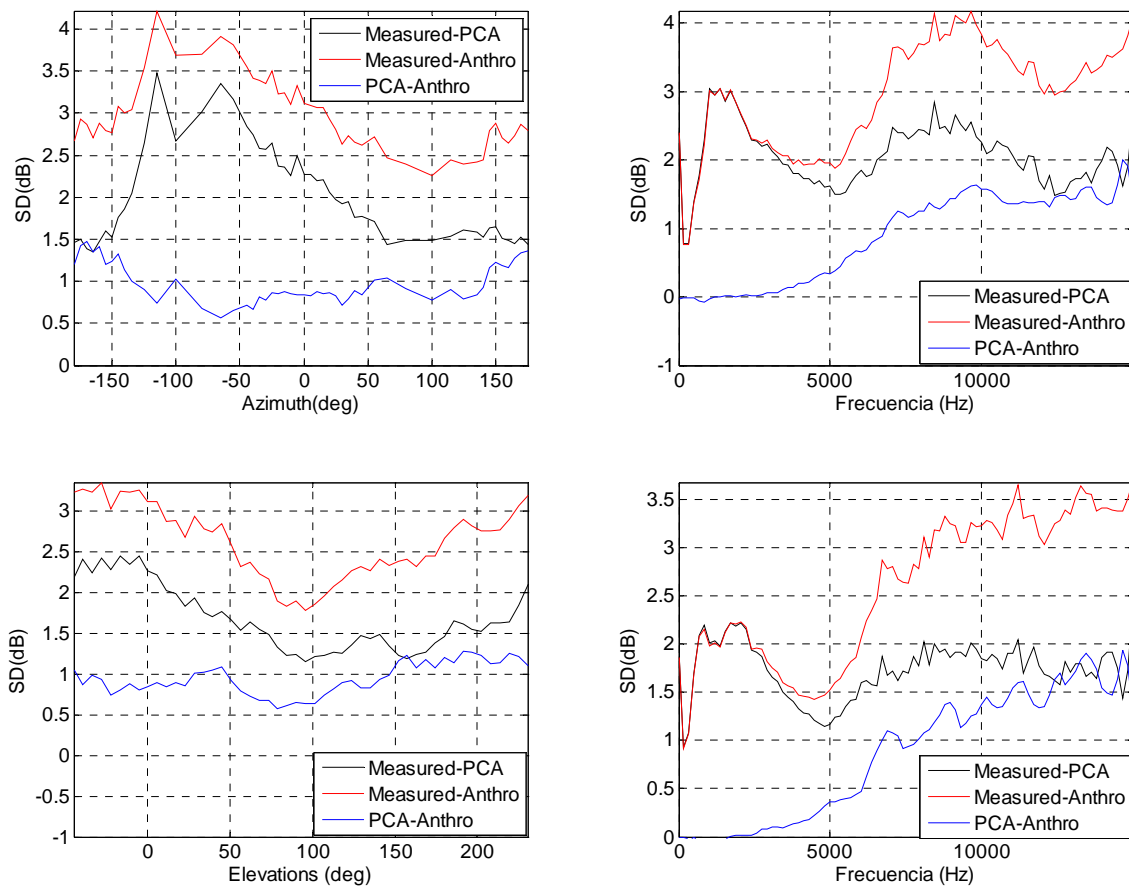 4
3.5
3
2.5
2
1.5
1
0.5
0
SD(dB)
-150 -100 -50 0 50 100 150
Azimuth(deg)
Measured-PCA
Measured-Anthro
PCA-Anthro
4
3
2
1
0
-1
SD(dB)
0 5000 10000
Frecuencia (Hz)
Measured-PCA
Measured-Anthro
PCA-Anthro
3
2.5
2
1.5
1
0.5
0
-0.5
-1
SD(dB)
0 50 100 150 200
Elevations (deg)
Measured-PCA
Measured-Anthro
PCA-Anthro
3.5
3
2.5
2
1.5
1
0.5
0
SD(dB)
0 5000 10000
Frecuencia (Hz)
Measured-PCA
Measured-Anthro
PCA-Anthro